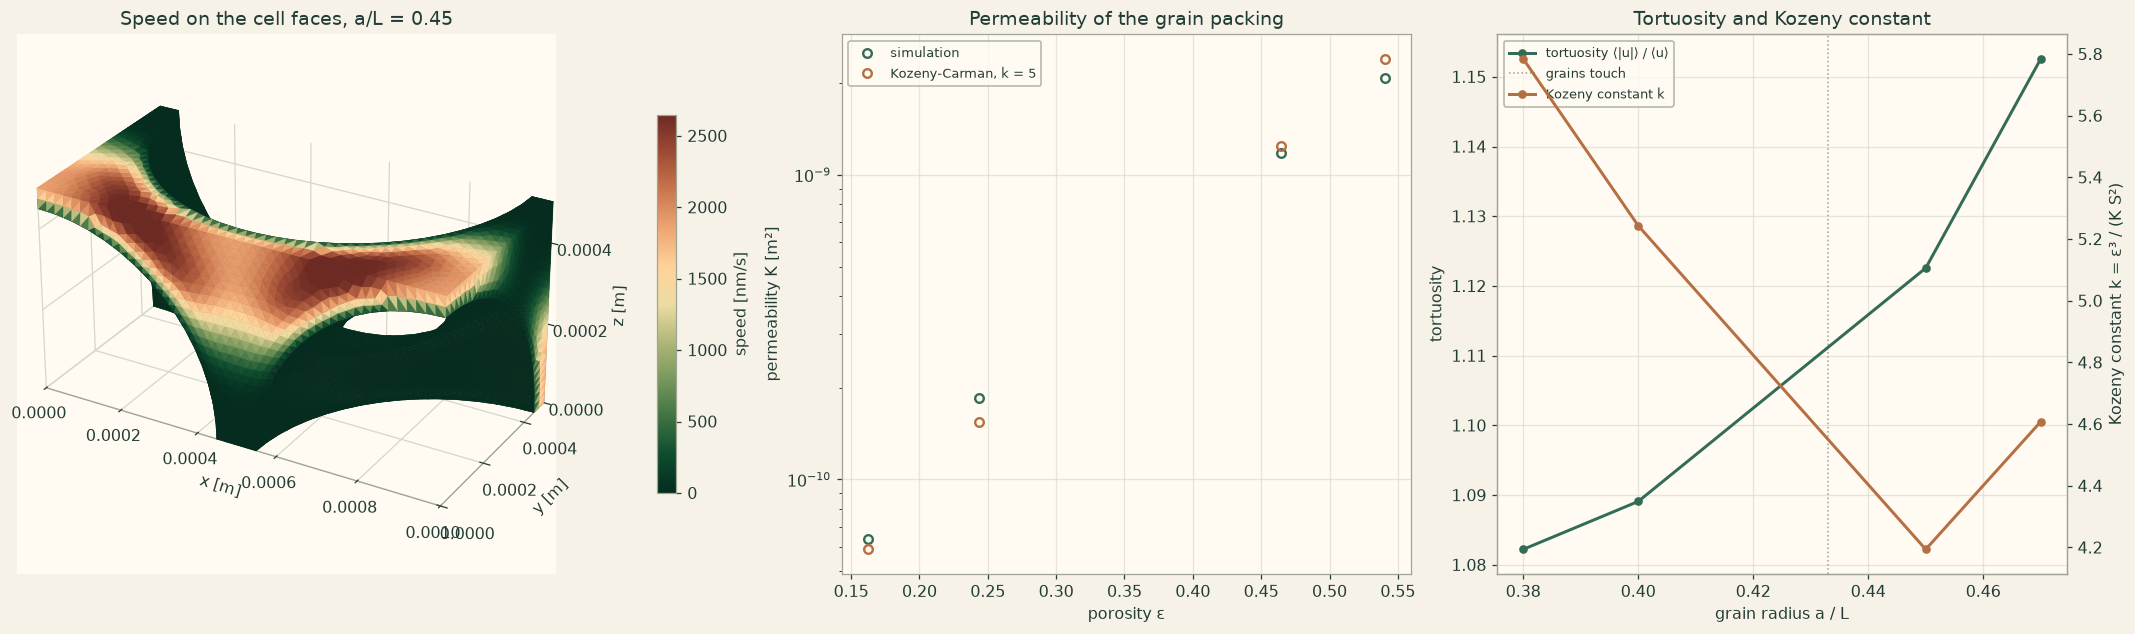 Speed on the cell faces, a/L = 0.45
0.0000
0.0002
0.0004
0.0006
0.0008
0.0010
x [m]
0.0000
0.0002
0.0004
y [m]
0.0000
0.0002
0.0004
z [m]
2500
2000
1500
1000
500
0
speed [nm/s]
Permeability of the grain packing
simulation
Kozeny-Carman, k = 5
10⁻⁹
10⁻¹⁰
permeability K [m²]
0.15 0.20 0.25 0.30 0.35 0.40 0.45 0.50 0.55
porosity ε
Tortuosity and Kozeny constant
tortuosity ⟨|u|⟩ / ⟨u⟩
grains touch
Kozeny constant k
1.15
1.14
1.13
1.12
1.11
1.10
1.09
1.08
tortuosity
5.8
5.6
5.4
5.2
5.0
4.8
4.6
4.4
4.2
Kozeny constant k = ε³ / (K S²)
0.38 0.40 0.42 0.44 0.46
grain radius a / L